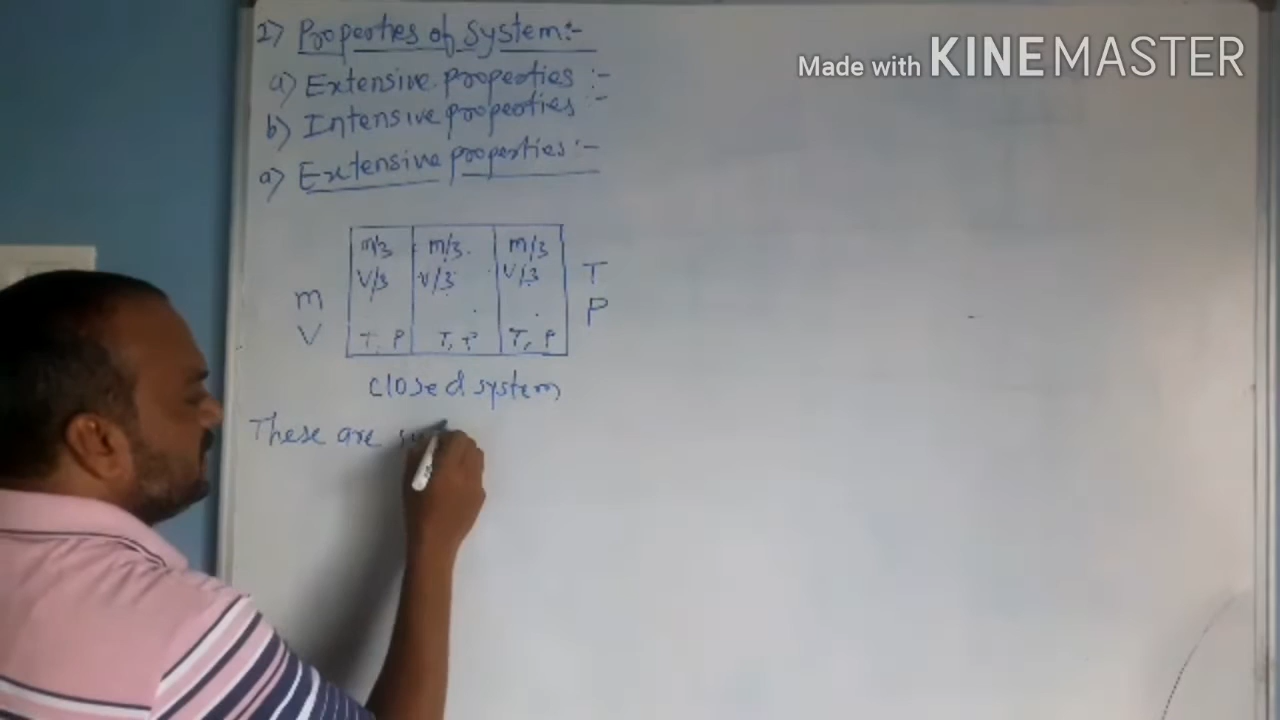 Made with KINEMASTER
2) Properties of system:-
a) Extensive properties :-
b) Intensive properties :-
a) Extensive properties :-
m/3 m/3 m/3
V/3 V/3 V/3
m
V
T
P
T, P T, P T, P
closed system
These are